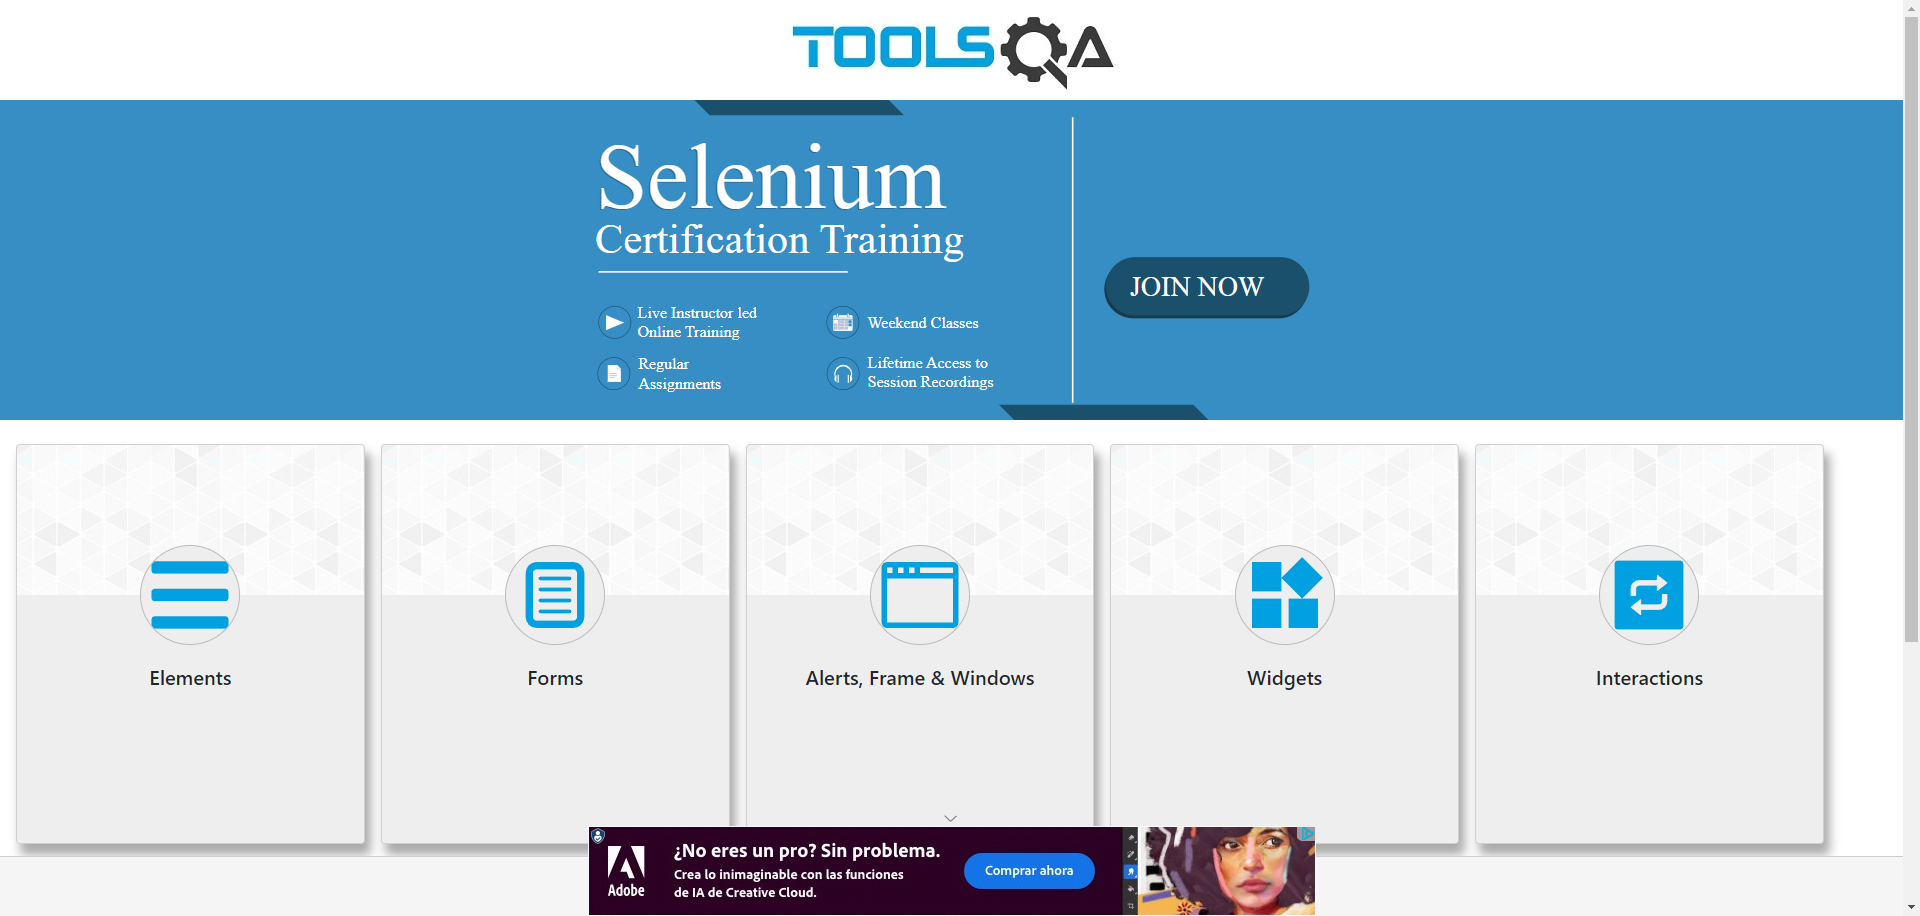 TOOLSQA
Selenium
Certification Training
Live Instructor led
Online Training
Weekend Classes
Regular
Assignments
Lifetime Access to
Session Recordings
JOIN NOW
Elements
Forms
Alerts, Frame & Windows
Widgets
Interactions
Adobe
¿No eres un pro? Sin problema.
Crea lo inimaginable con las funciones
de IA de Creative Cloud.
Comprar ahora